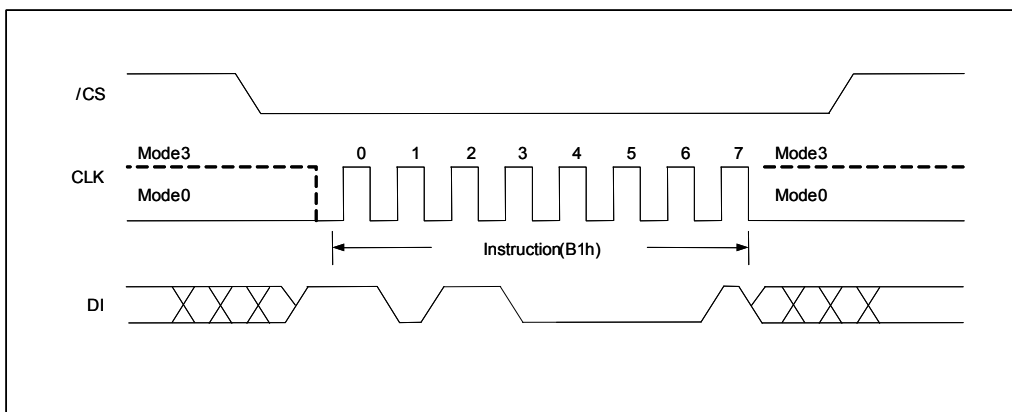 /CS
Mode3
0 1 2 3 4 5 6 7
Mode3
CLK
Mode0
Mode0
Instruction(B1h)
DI